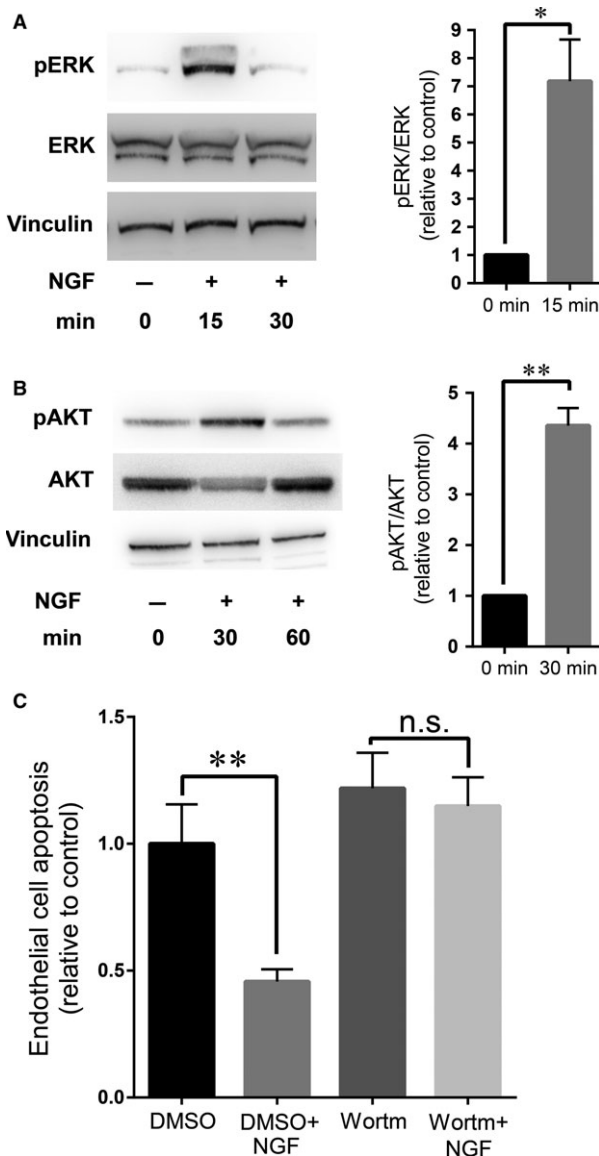 A
pERK
ERK
Vinculin
NGF — + +
min 0 15 30
pERK/ERK
(relative to control)
9
8
7
6
5
4
3
2
1
0
*
0 min 15 min
B
pAKT
AKT
Vinculin
NGF — + +
min 0 30 60
pAKT/AKT
(relative to control)
5
4
3
2
1
0
**
0 min 30 min
C
Endothelial cell apoptosis
(relative to control)
1.5
1.0
0.5
0.0
**
n.s.
DMSO DMSO+ Wortm Wortm+
NGF NGF